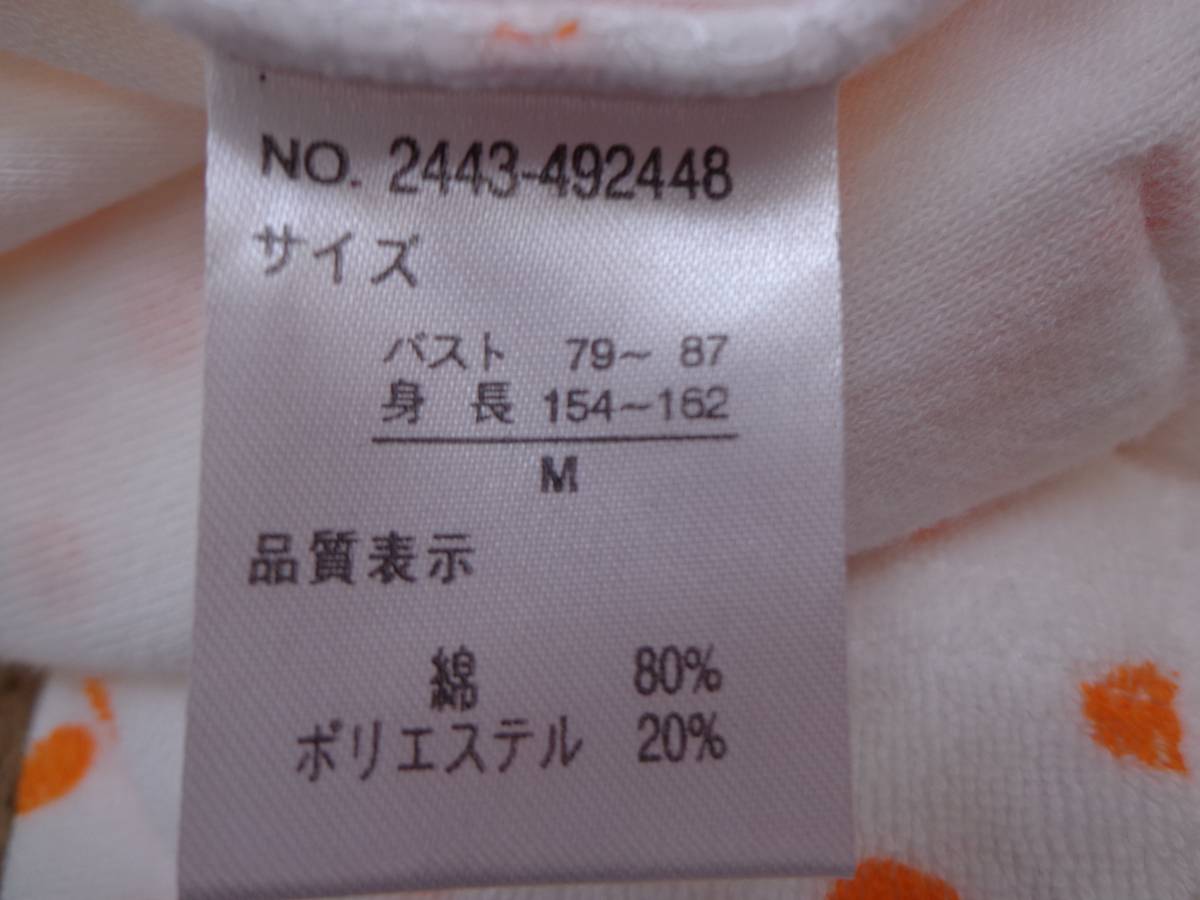 NO. 2443-492448
サイズ
バスト 79～ 87
身 長 154～162
M
品質表示
綿 80%
ポリエステル 20%